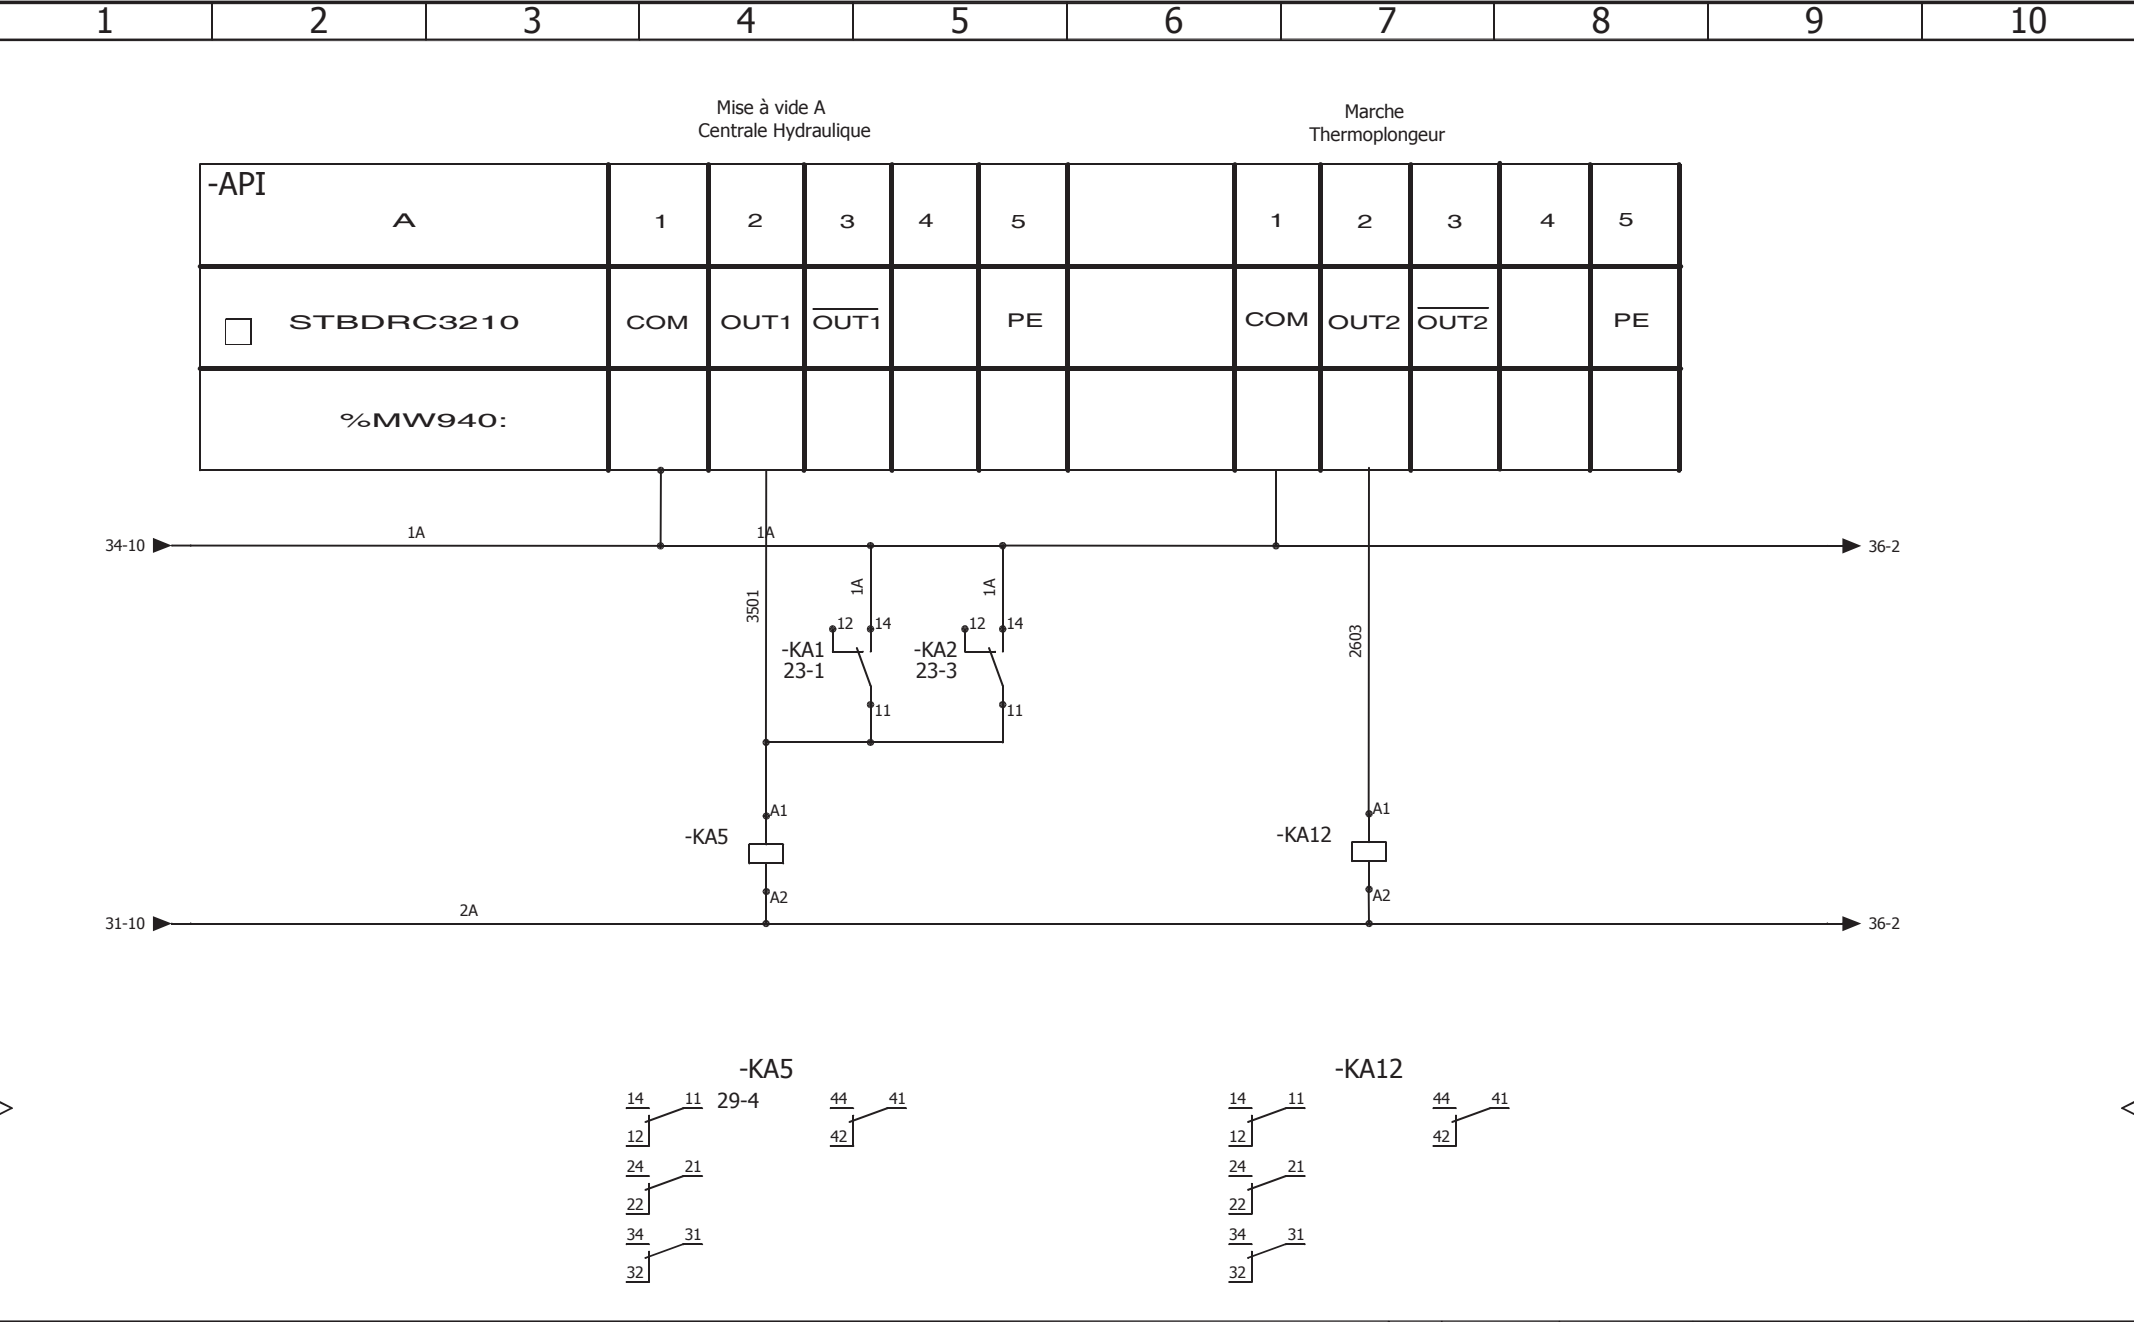 1 2 3 4 5 6 7 8 9 10
Mise à vide A
Centrale Hydraulique
Marche
Thermoplongeur
-API
A 1 2 3 4 5 1 2 3 4 5
STBDRC3210 COM OUT1 OUT1 PE COM OUT2 OUT2 PE
%MW940:
34-10 1A 1A 36-2
3501
1A
1A
2603
12 14
-KA1
23-1
11
12 14
-KA2
23-3
11
A1
-KA5
A2
A1
-KA12
A2
31-10 2A 36-2
-KA5
14 11 29-4 44 41
12 42
24 21
22
34 31
32
-KA12
14 11 44 41
12 42
24 21
22
34 31
32